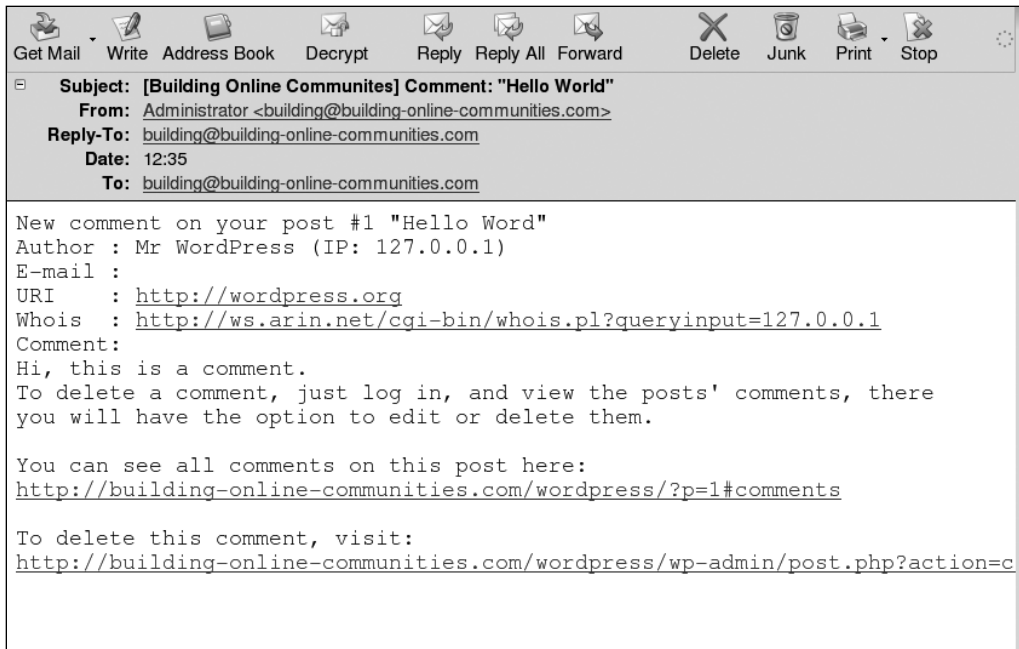 Get Mail Write Address Book Decrypt Reply Reply All Forward Delete Junk Print Stop
Subject: [Building Online Communites] Comment: "Hello World"
From: Administrator <building@building-online-communities.com>
Reply-To: building@building-online-communities.com
Date: 12:35
To: building@building-online-communities.com
New comment on your post #1 "Hello Word"
Author : Mr WordPress (IP: 127.0.0.1)
E-mail :
URI : http://wordpress.org
Whois : http://ws.arin.net/cgi-bin/whois.pl?queryinput=127.0.0.1
Comment:
Hi, this is a comment.
To delete a comment, just log in, and view the posts' comments, there
you will have the option to edit or delete them.
You can see all comments on this post here:
http://building-online-communities.com/wordpress/?p=1#comments
To delete this comment, visit:
http://building-online-communities.com/wordpress/wp-admin/post.php?action=c